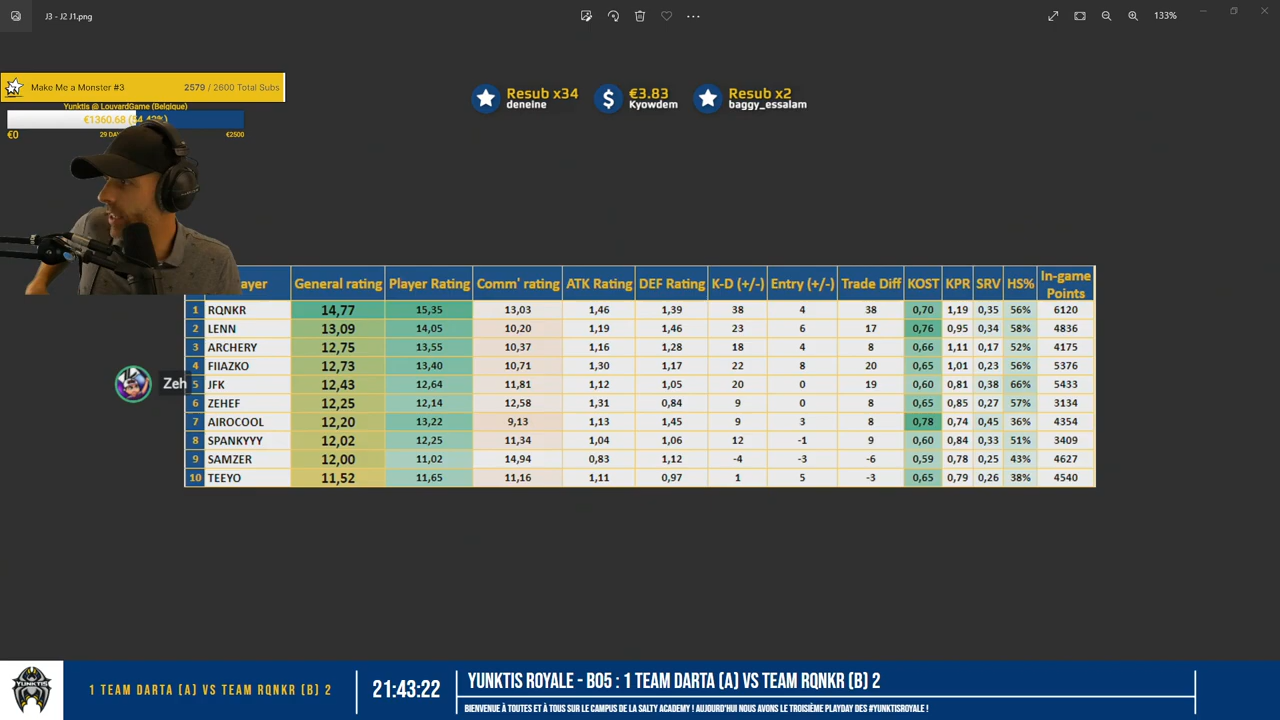 J3 - J2 J1.png
133%
Make Me a Monster #3 2579 / 2600 Total Subs
Yunktis @ LouvardGame (Belgique)
€1360.68 (54.43%)
€0 29 DAY €2500
Resub x34
deneine
€3.83
Kyowdem
Resub x2
baggy_essalam
ayer General rating Player Rating Comm' rating ATK Rating DEF Rating K-D (+/-) Entry (+/-) Trade Diff KOST KPR SRV HS% In-game Points
1 RQNKR 14,77 15,35 13,03 1,46 1,39 38 4 38 0,70 1,19 0,35 56% 6120
2 LENN 13,09 14,05 10,20 1,19 1,46 23 6 17 0,76 0,95 0,34 58% 4836
3 ARCHERY 12,75 13,55 10,37 1,16 1,28 18 4 8 0,66 1,11 0,17 52% 4175
4 FIIAZKO 12,73 13,40 10,71 1,30 1,17 22 8 20 0,65 1,01 0,23 56% 5376
5 JFK 12,43 12,64 11,81 1,12 1,05 20 0 19 0,60 0,81 0,38 66% 5433
Zeh
6 ZEHEF 12,25 12,14 12,58 1,31 0,84 9 0 8 0,65 0,85 0,27 57% 3134
7 AIROCOOL 12,20 13,22 9,13 1,13 1,45 9 3 8 0,78 0,74 0,45 36% 4354
8 SPANKYYY 12,02 12,25 11,34 1,04 1,06 12 -1 9 0,60 0,84 0,33 51% 3409
9 SAMZER 12,00 11,02 14,94 0,83 1,12 -4 -3 -6 0,59 0,78 0,25 43% 4627
10 TEEYO 11,52 11,65 11,16 1,11 0,97 1 5 -3 0,65 0,79 0,26 38% 4540
YUNKTIS
1 TEAM DARTA (A) VS TEAM RQNKR (B) 2
21:43:22
YUNKTIS ROYALE - BO5 : 1 TEAM DARTA (A) VS TEAM RQNKR (B) 2
BIENVENUE À TOUTES ET À TOUS SUR LE CAMPUS DE LA SALTY ACADEMY ! AUJOURD'HUI NOUS AVONS LE TROISIÈME PLAYDAY DES #YUNKTISROYALE !